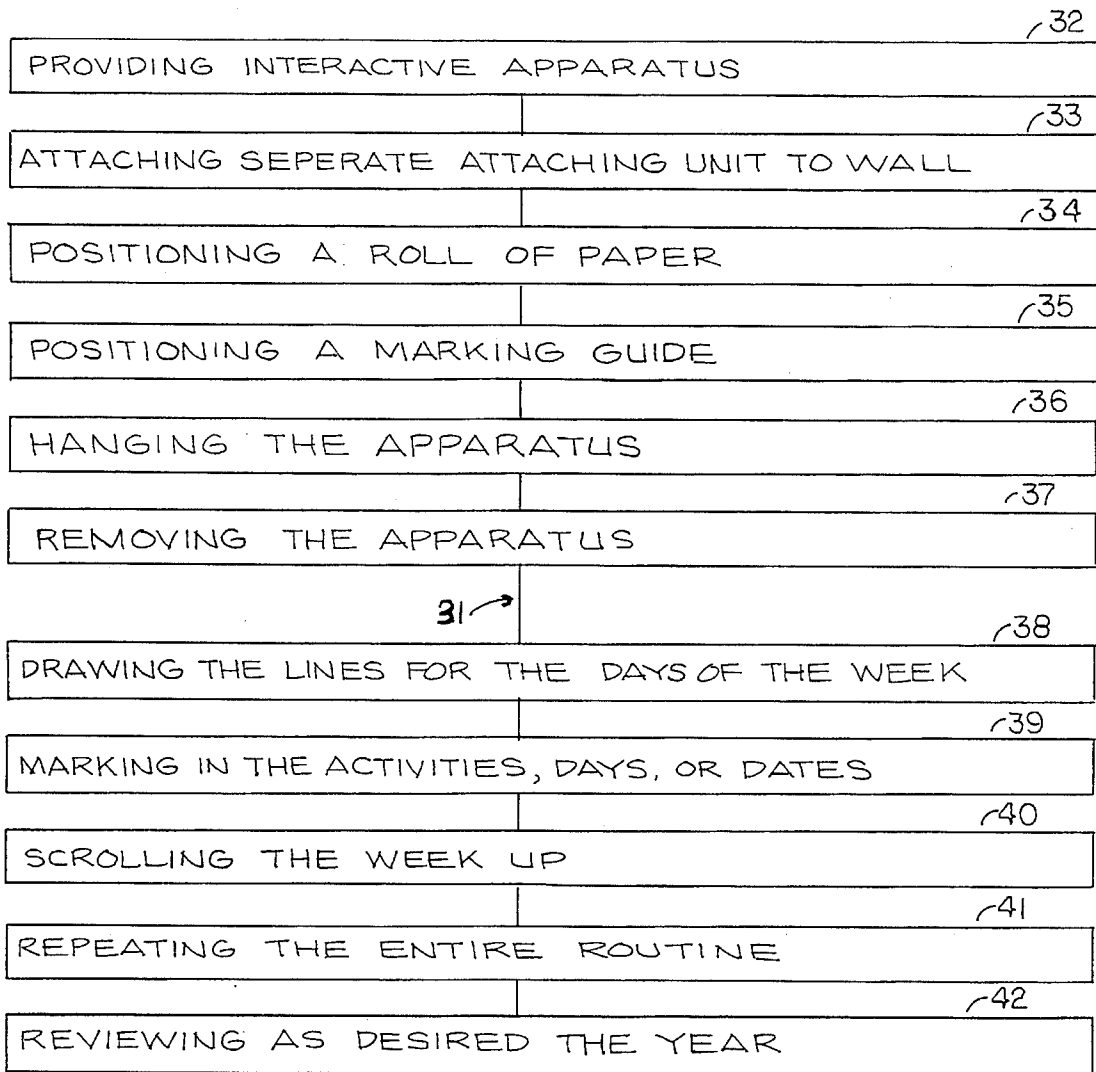 32
PROVIDING INTERACTIVE APPARATUS
33
ATTACHING SEPERATE ATTACHING UNIT TO WALL
34
POSITIONING A ROLL OF PAPER
35
POSITIONING A MARKING GUIDE
36
HANGING THE APPARATUS
37
REMOVING THE APPARATUS
31
38
DRAWING THE LINES FOR THE DAYS OF THE WEEK
39
MARKING IN THE ACTIVITIES, DAYS, OR DATES
40
SCROLLING THE WEEK UP
41
REPEATING THE ENTIRE ROUTINE
42
REVIEWING AS DESIRED THE YEAR